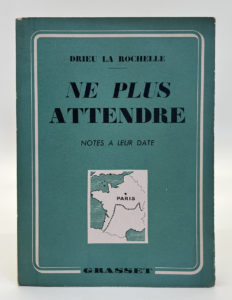 DRIEU LA ROCHELLE
NE PLUS
ATTENDRE
NOTES A LEUR DATE
PARIS
GRASSET